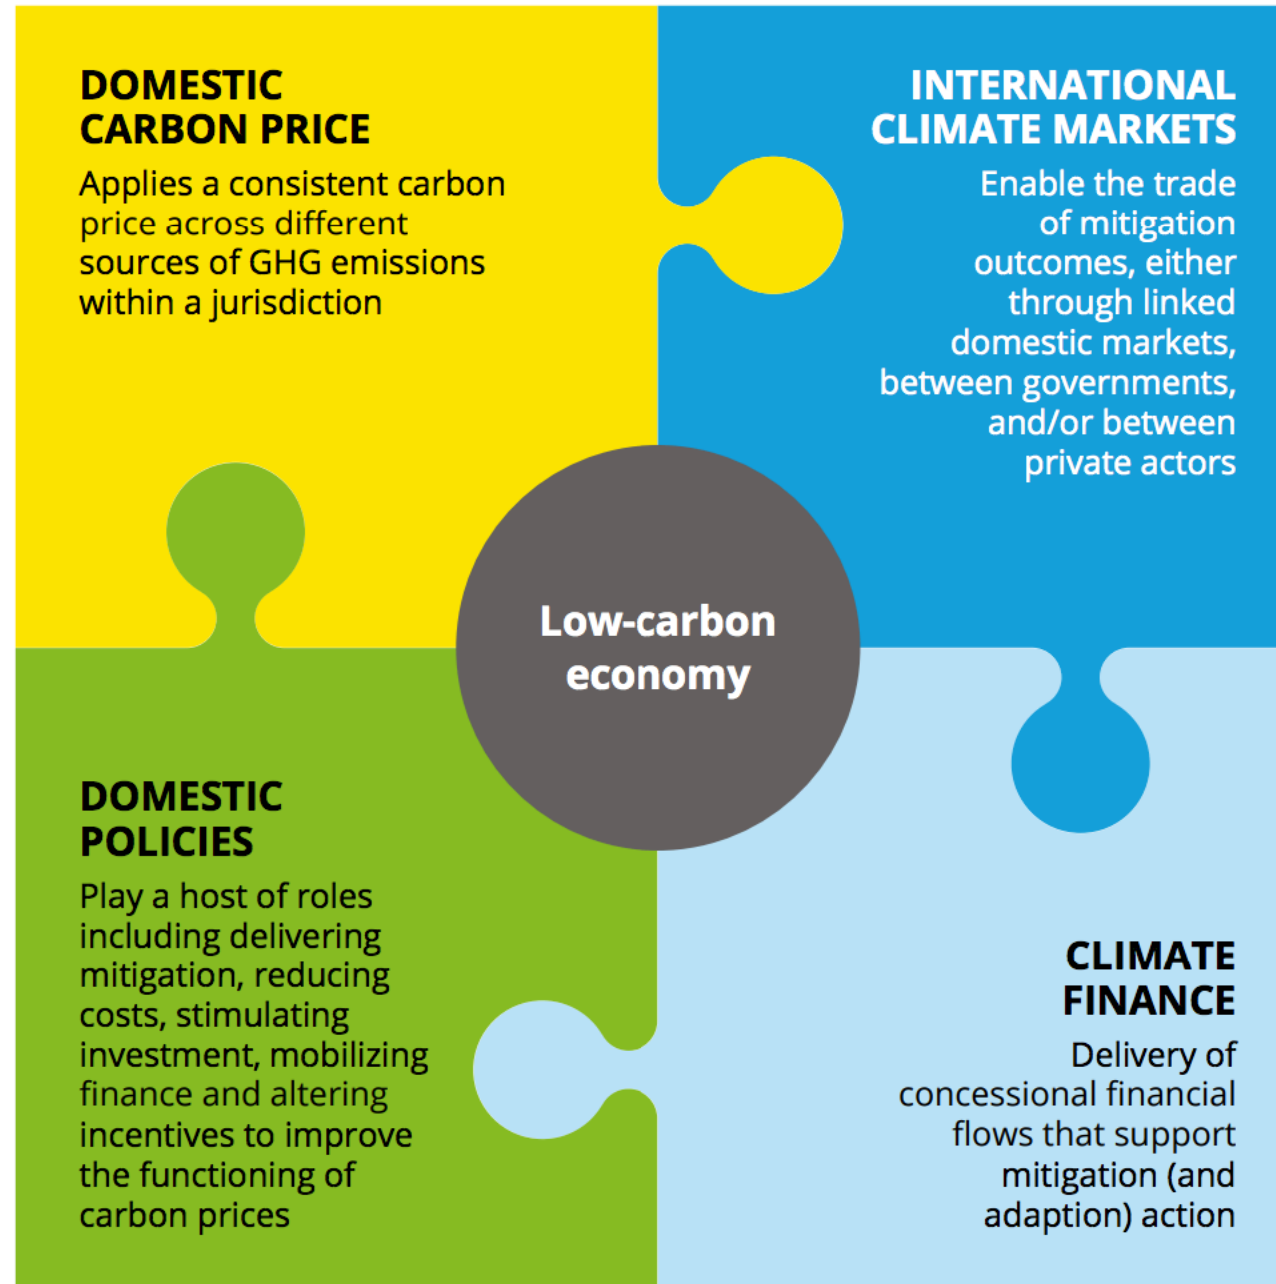 DOMESTIC
CARBON PRICE
Applies a consistent carbon
price across different
sources of GHG emissions
within a jurisdiction
INTERNATIONAL
CLIMATE MARKETS
Enable the trade
of mitigation
outcomes, either
through linked
domestic markets,
between governments,
and/or between
private actors
Low-carbon
economy
DOMESTIC
POLICIES
Play a host of roles
including delivering
mitigation, reducing
costs, stimulating
investment, mobilizing
finance and altering
incentives to improve
the functioning of
carbon prices
CLIMATE
FINANCE
Delivery of
concessional financial
flows that support
mitigation (and
adaption) action